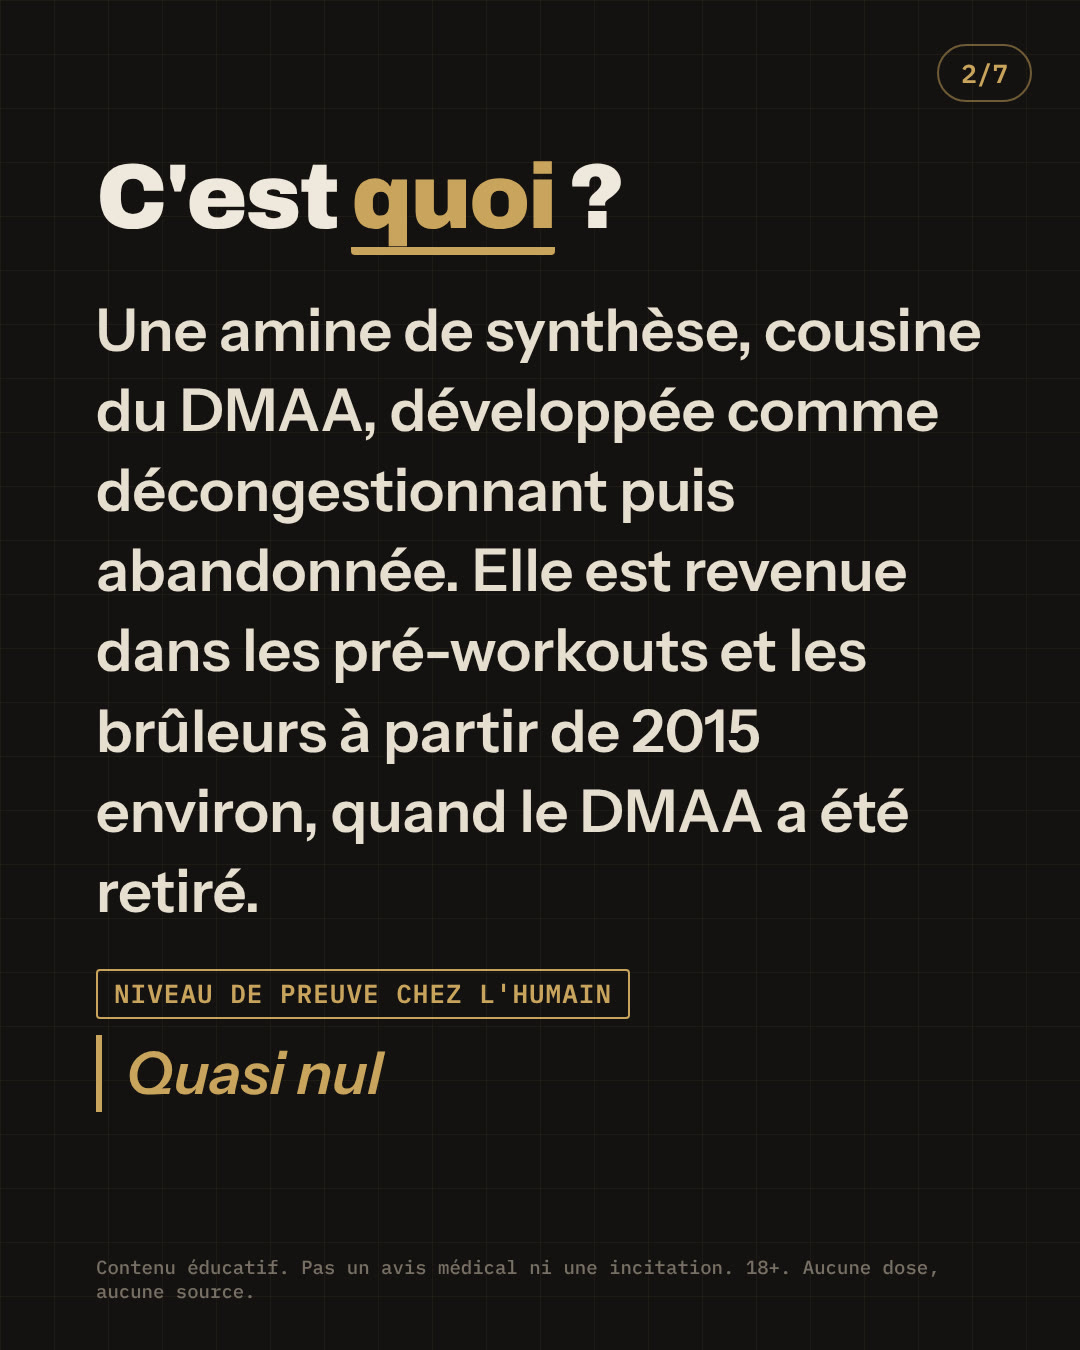 2/7
C'est quoi ?
Une amine de synthèse, cousine
du DMAA, développée comme
décongestionnant puis
abandonnée. Elle est revenue
dans les pré-workouts et les
brûleurs à partir de 2015
environ, quand le DMAA a été
retiré.
NIVEAU DE PREUVE CHEZ L'HUMAIN
Quasi nul
Contenu éducatif. Pas un avis médical ni une incitation. 18+. Aucune dose,
aucune source.